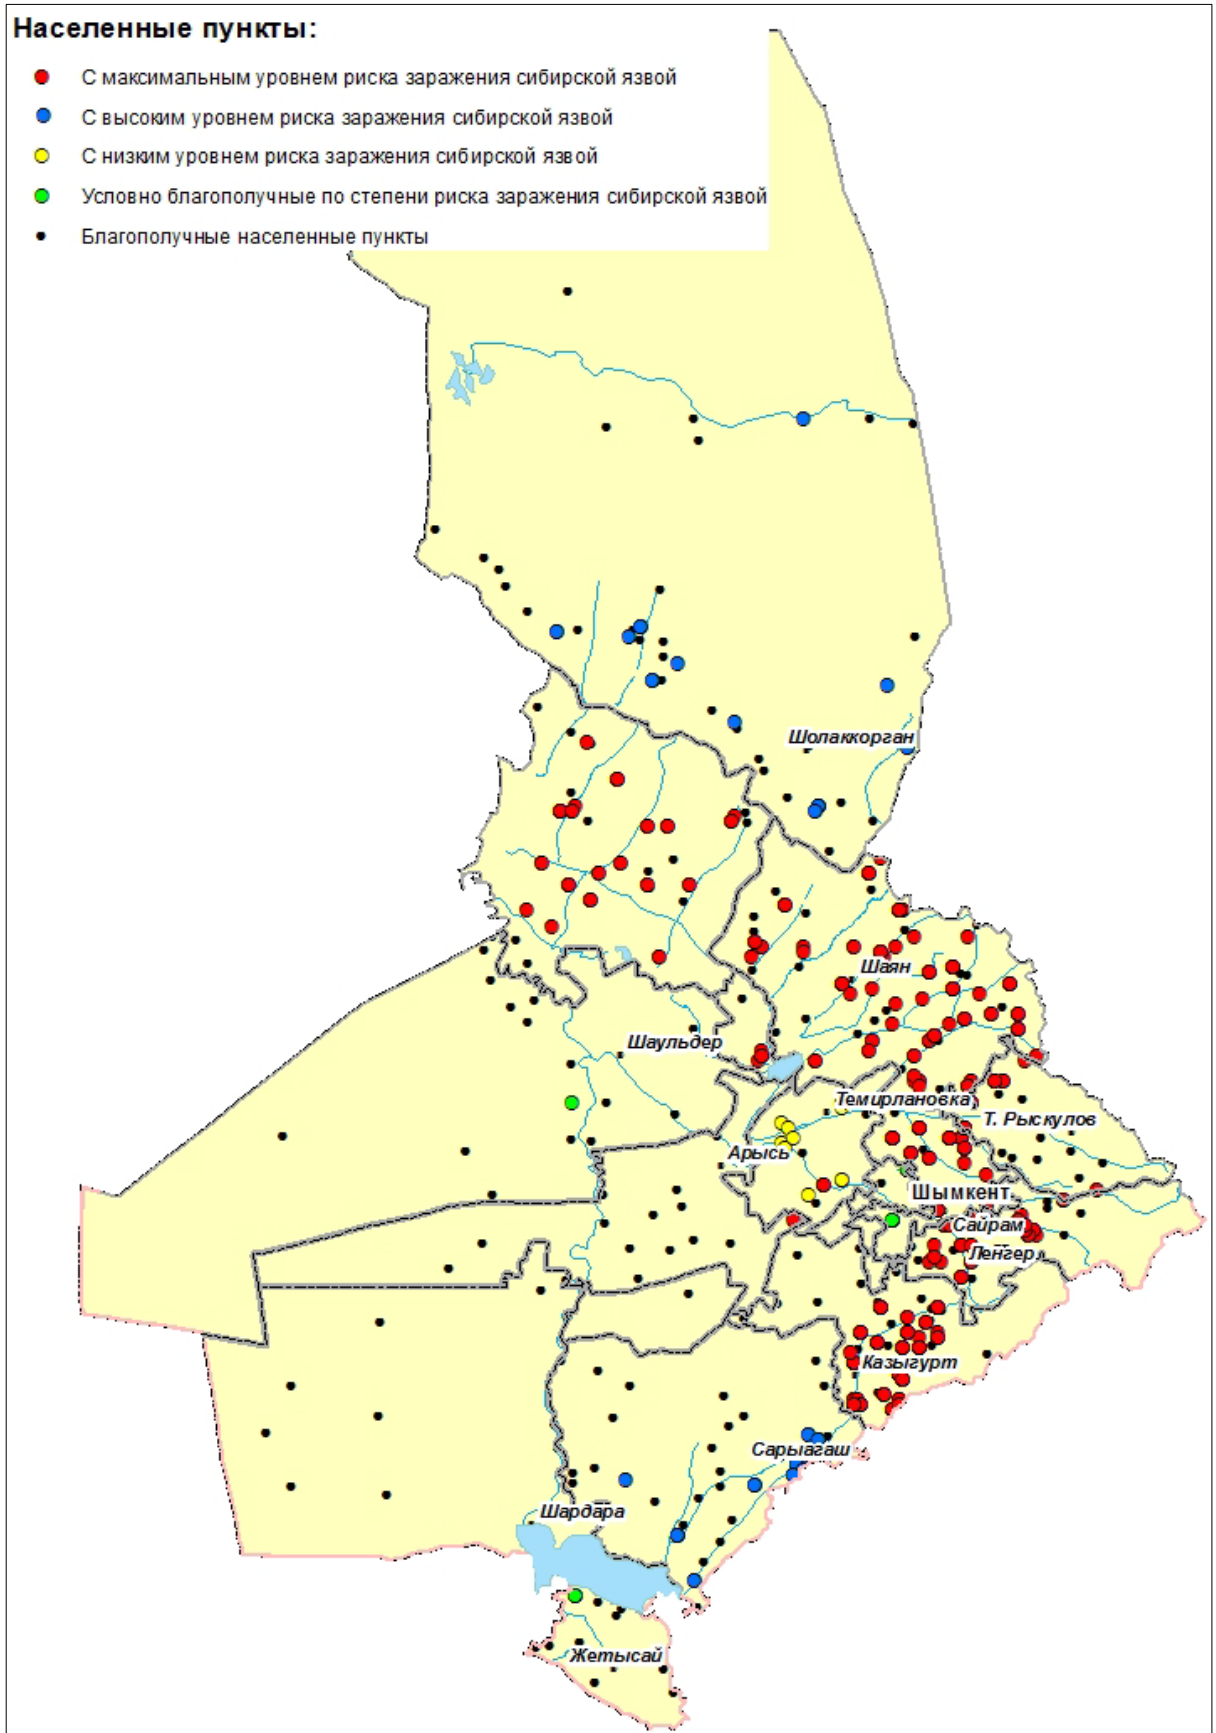 Населенные пункты:
С максимальным уровнем риска заражения сибирской язвой
С высоким уровнем риска заражения сибирской язвой
С низким уровнем риска заражения сибирской язвой
Условно благополучные по степени риска заражения сибирской язвой
Благополучные населенные пункты
Шолаккорган
Шаян
Шаульдер
Темирлановка
Т. Рыскулов
Арысь
Шымкент
Сайрам
Ленгер
Казыгурт
Сарыагаш
Шардара
Жетысай